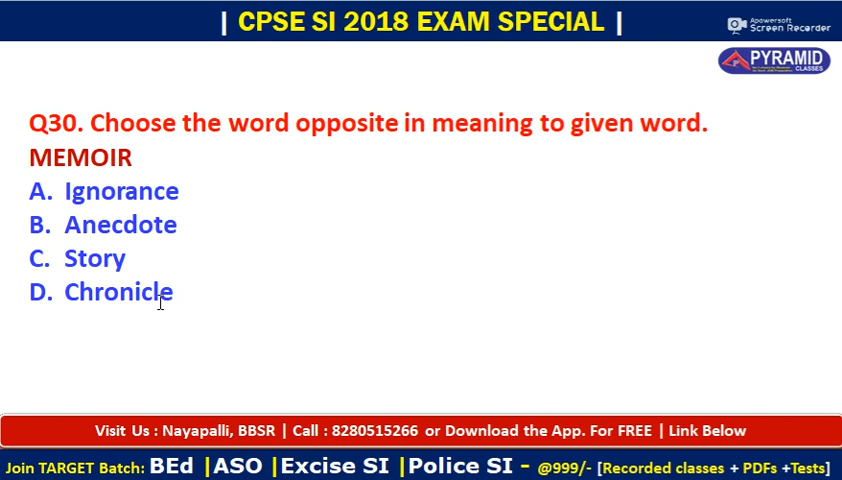 | CPSE SI 2018 EXAM SPECIAL |
Apowersoft
Screen Recorder
PYRAMID
CLASSES
Q30. Choose the word opposite in meaning to given word.
MEMOIR
A. Ignorance
B. Anecdote
C. Story
D. Chronicle
Visit Us : Nayapalli, BBSR | Call : 8280515266 or Download the App. For FREE | Link Below
Join TARGET Batch: BEd |ASO |Excise SI |Police SI - @999/- [Recorded classes + PDFs +Tests]